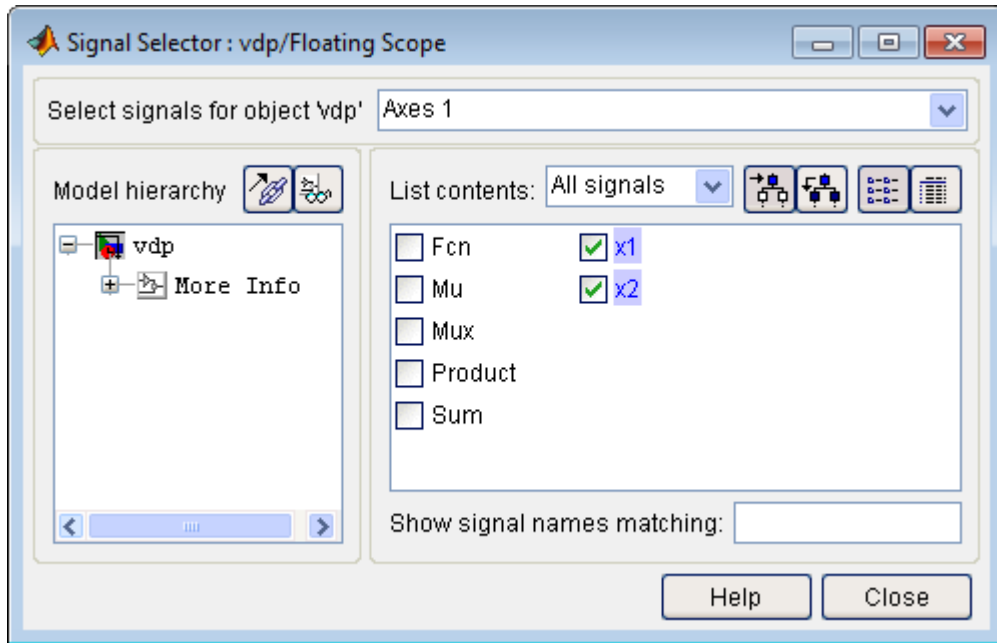 Signal Selector : vdp/Floating Scope
Select signals for object 'vdp' Axes 1
Model hierarchy
vdp
More Info
List contents: All signals
Fcn x1
Mu x2
Mux
Product
Sum
Show signal names matching:
Help Close